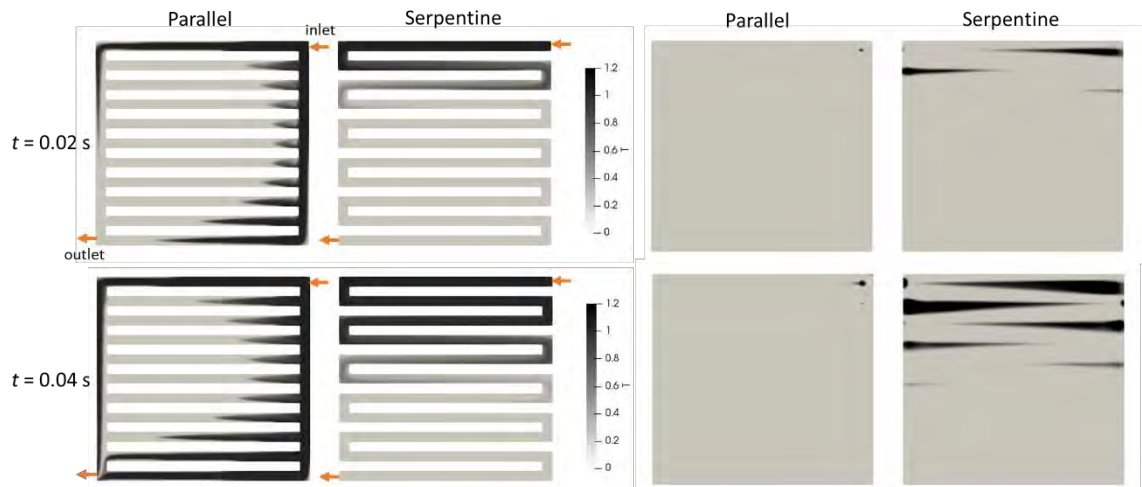 Parallel
Serpentine
Parallel
Serpentine
inlet
1.2
1
0.8
0.6
T
0.4
0.2
0
t = 0.02 s
outlet
1.2
1
0.8
0.6
T
0.4
0.2
0
t = 0.04 s